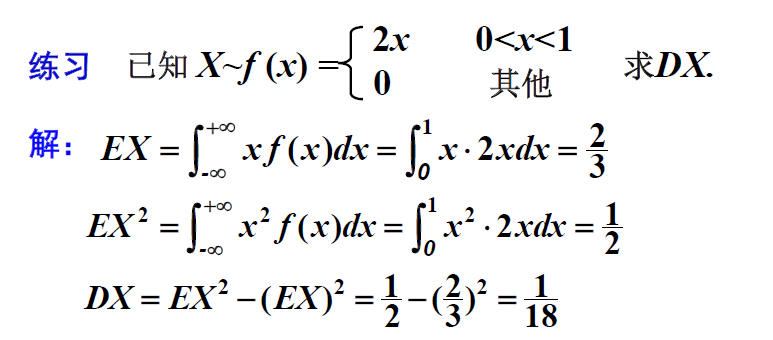 练习 已知 X~f (x) = { 2x 0<x<1 求DX.
0 其他
解: EX = ∫_{-∞}^{+∞} x f (x)dx = ∫_0^1 x · 2xdx = 2/3
EX² = ∫_{-∞}^{+∞} x² f (x)dx = ∫_0^1 x² · 2xdx = 1/2
DX = EX² − (EX)² = 1/2 − (2/3)² = 1/18